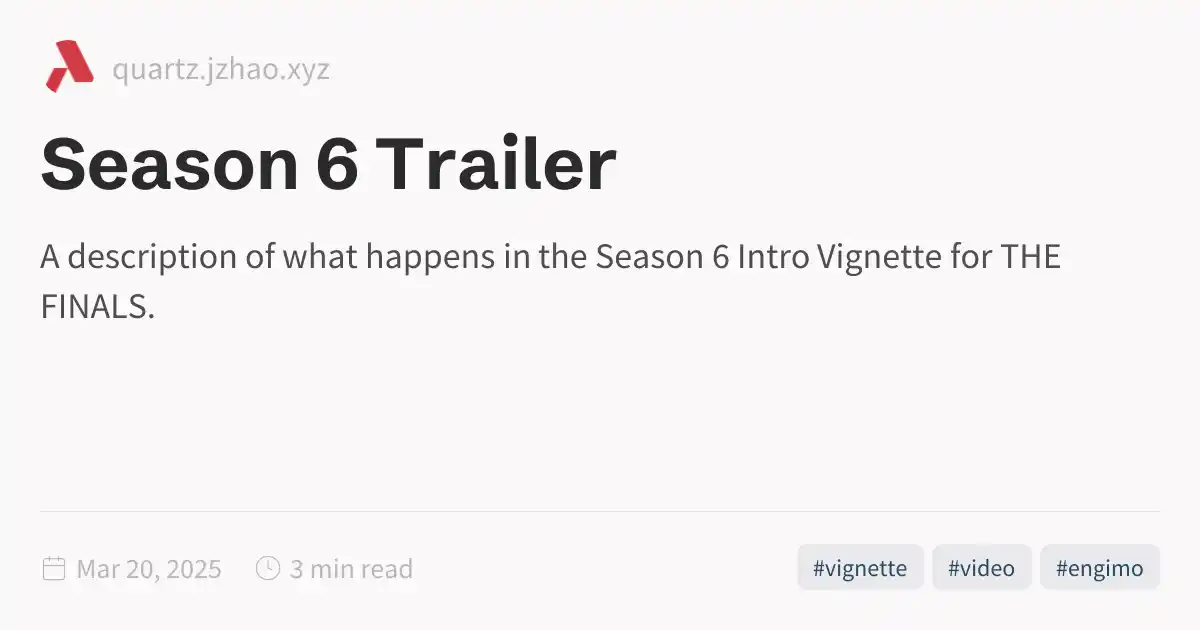 quartz.jzhao.xyz
Season 6 Trailer
A description of what happens in the Season 6 Intro Vignette for THE
FINALS.
Mar 20, 2025 3 min read #vignette #video #engimo